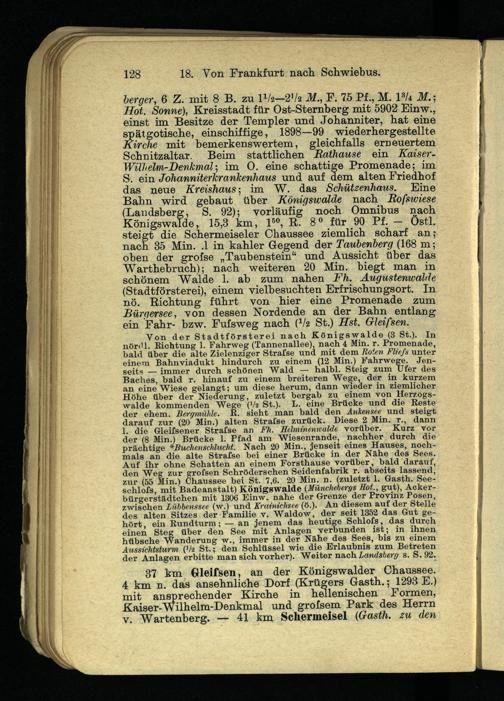 128 18. Von Frankfurt nach Schwiebus.
berger, 6 Z. mit 8 B. zu 1½–2½ M., F. 75 Pf., M. 1¾ M.;
Hot. Sonne), Kreisstadt für Ost-Sternberg mit 5902 Einw.,
einst im Besitze der Templer und Johanniter, hat eine
spätgotische, einschiffige, 1898–99 wiederhergestellte
Kirche mit bemerkenswertem, gleichfalls erneuertem
Schnitzaltar. Beim stattlichen Rathause ein Kaiser-
Wilhelm-Denkmal; im O. eine schattige Promenade; im
S. ein Johanniterkrankenhaus und auf dem alten Friedhof
das neue Kreishaus; im W. das Schützenhaus. Eine
Bahn wird gebaut über Königswalde nach Rofswiese
(Landsberg, S. 92); vorläufig noch Omnibus nach
Königswalde, 15,3 km, 1⁵⁰, R. 8⁰ für 90 Pf. — Östl.
steigt die Schermeiseler Chaussee ziemlich scharf an;
nach 35 Min. .l in kahler Gegend der Taubenberg (168 m;
oben der grofse „Taubenstein“ und Aussicht über das
Warthebruch); nach weiteren 20 Min. biegt man in
schönem Walde l. ab zum nahen Fh. Augustenwalde
(Stadtförsterei), einem vielbesuchten Erfrischungsort. In
nö. Richtung führt von hier eine Promenade zum
Bürgersee, von dessen Nordende an der Bahn entlang
ein Fahr- bzw. Fufsweg nach (½ St.) Hst. Gleifsen.
Von der Stadtförsterei nach Königswalde (3 St.). In
nördl. Richtung l. Fahrweg (Tannenallee), nach 4 Min. r. Promenade,
bald über die alte Zielenziger Strafse und mit dem Roten Fliefs unter
einem Bahnviadukt hindurch zu einem (12 Min.) Fahrwege. Jen-
seits — immer durch schönen Wald — halbl. Steig zum Ufer des
Baches, bald r. hinauf zu einem breiteren Wege, der in kurzem
an eine Wiese gelangt; um diese herum, dann wieder in ziemlicher
Höhe über der Niederung, zuletzt bergab zu einem von Herzogs-
walde kommenden Wege (½ St.). L. eine Brücke und die Reste
der ehem. Bergmühle. R. sieht man bald den Ankensee und steigt
darauf zur (20 Min.) alten Strafse zurück. Diese 2 Min. r., dann
l. die Gleifsener Strafse an Fh. Helminenwalde vorüber. Kurz vor
der (8 Min.) Brücke l. Pfad am Wiesenrande, nachher durch die
prächtige *Buchenschlucht. Nach 20 Min., jenseit eines Hauses, noch-
mals an die alte Strafse bei einer Brücke in der Nähe des Sees.
Auf ihr ohne Schatten an einem Forsthause vorüber, bald darauf,
den Weg zur grofsen Schröderschen Seidenfabrik r. abseits lassend,
zur (55 Min.) Chaussee bei St. 7,6. 20 Min. n. (zuletzt l. Gasth. See-
schlofs, mit Badeanstalt) Königswalde (Münchebergs Hot., gut), Acker-
bürgerstädtchen mit 1306 Einw. nahe der Grenze der Provinz Posen,
zwischen Lübbensee (w.) und Krainichsee (ö.). An diesem auf der Stelle
des alten Sitzes der Familie v. Waldow, der seit 1352 das Gut ge-
hört, ein Rundturm; — an jenem das heutige Schlofs, das durch
einen Steg über den See mit Anlagen verbunden ist; in ihnen
hübsche Wanderung w., immer in der Nähe des Sees, bis zu einem
Aussichtsturm (½ St.; den Schlüssel wie die Erlaubnis zum Betreten
der Anlagen erbitte man sich vorher). Weiter nach Landsberg s. S. 92.
37 km Gleifsen, an der Königswalder Chaussee.
4 km n. das ansehnliche Dorf (Krügers Gasth.; 1293 E.)
mit ansprechender Kirche in hellenischen Formen,
Kaiser-Wilhelm-Denkmal und grofsem Park des Herrn
v. Wartenberg. — 41 km Schermeisel (Gasth. zu den